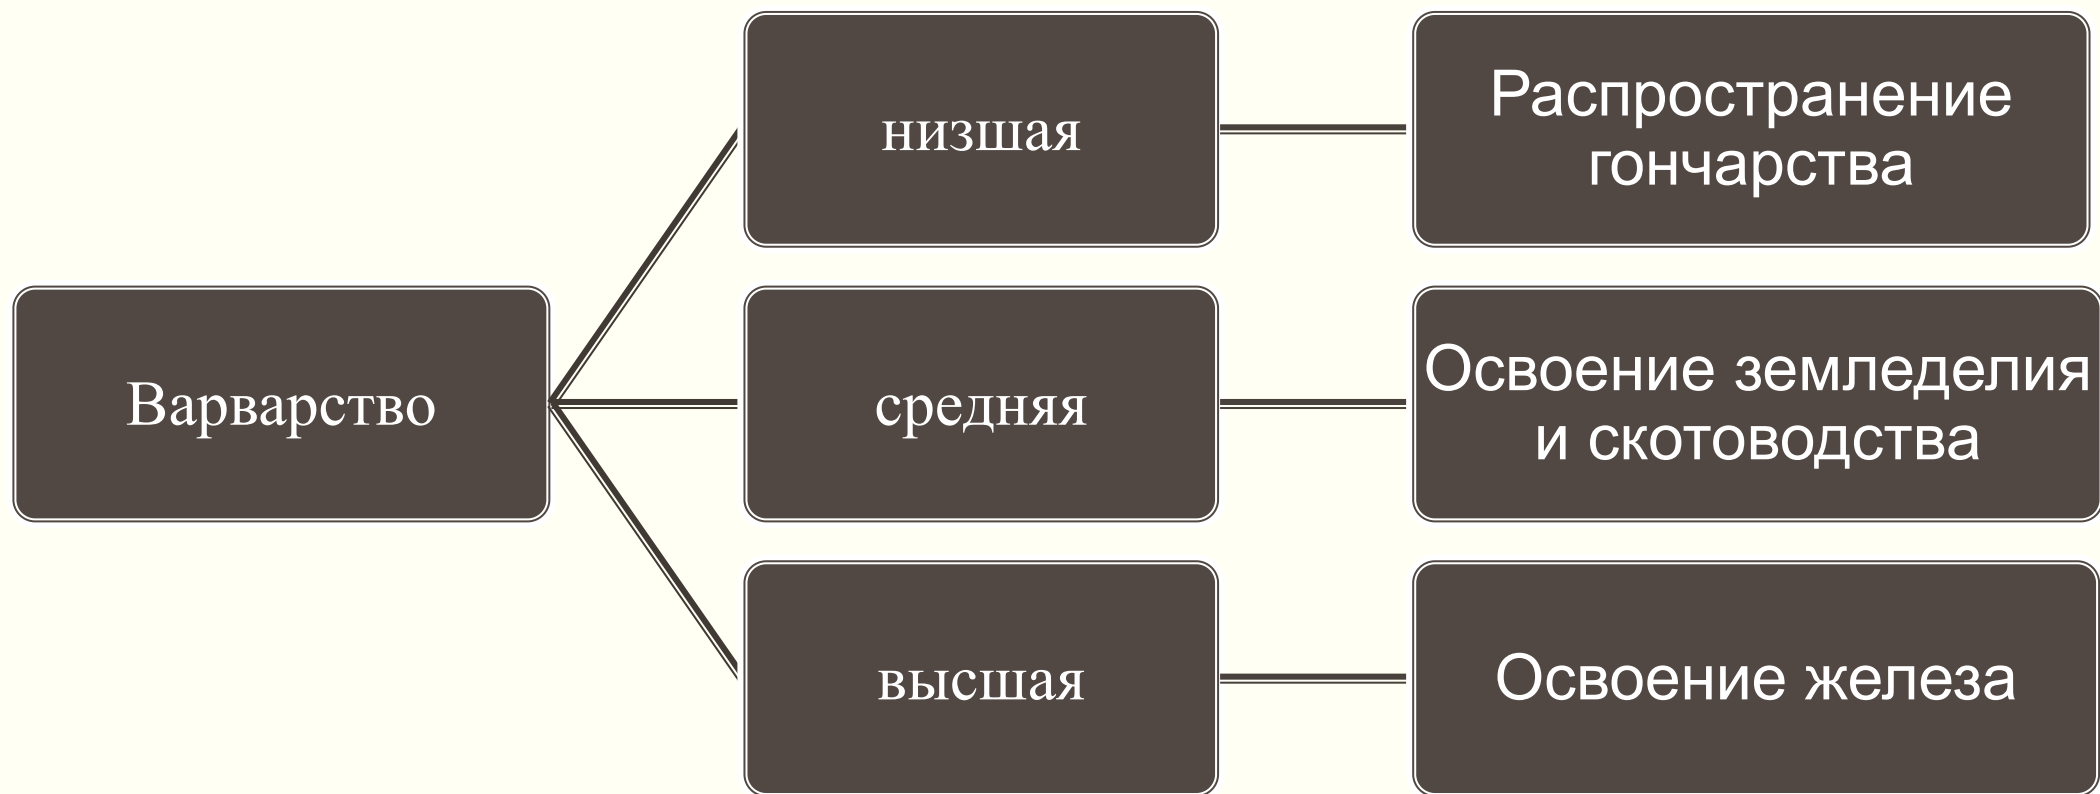 Варварство
низшая
Распространение
гончарства
средняя
Освоение земледелия
и скотоводства
высшая
Освоение железа